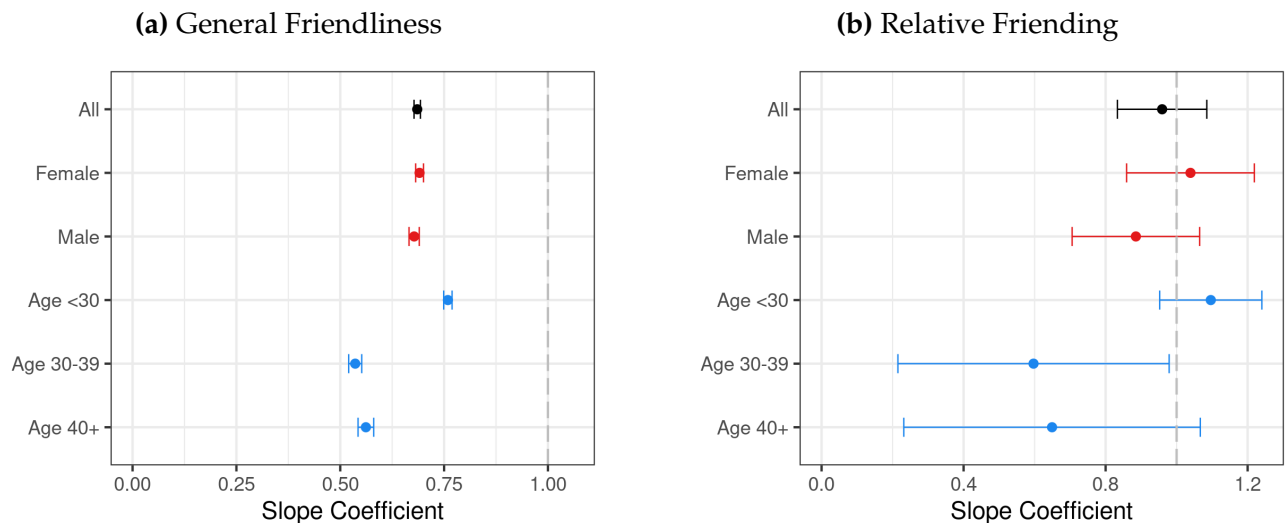 (a) General Friendliness
All
Female
Male
Age <30
Age 30-39
Age 40+
0.00 0.25 0.50 0.75 1.00
Slope Coefficient
(b) Relative Friending
All
Female
Male
Age <30
Age 30-39
Age 40+
0.0 0.4 0.8 1.2
Slope Coefficient